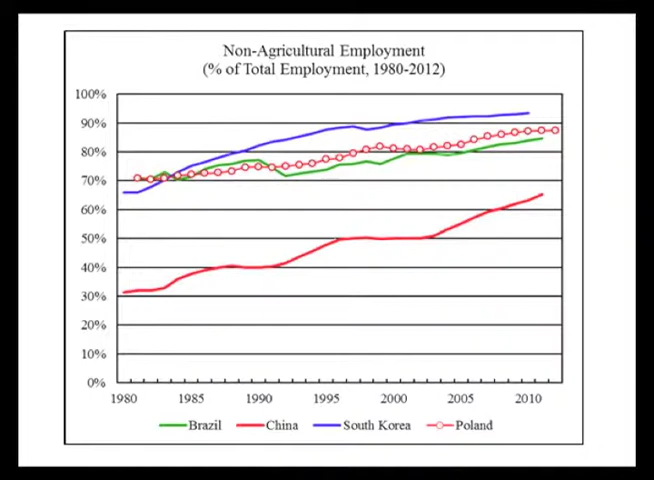 Non-Agricultural Employment
(% of Total Employment, 1980-2012)
100%
90%
80%
70%
60%
50%
40%
30%
20%
10%
0%
1980 1985 1990 1995 2000 2005 2010
Brazil China South Korea Poland